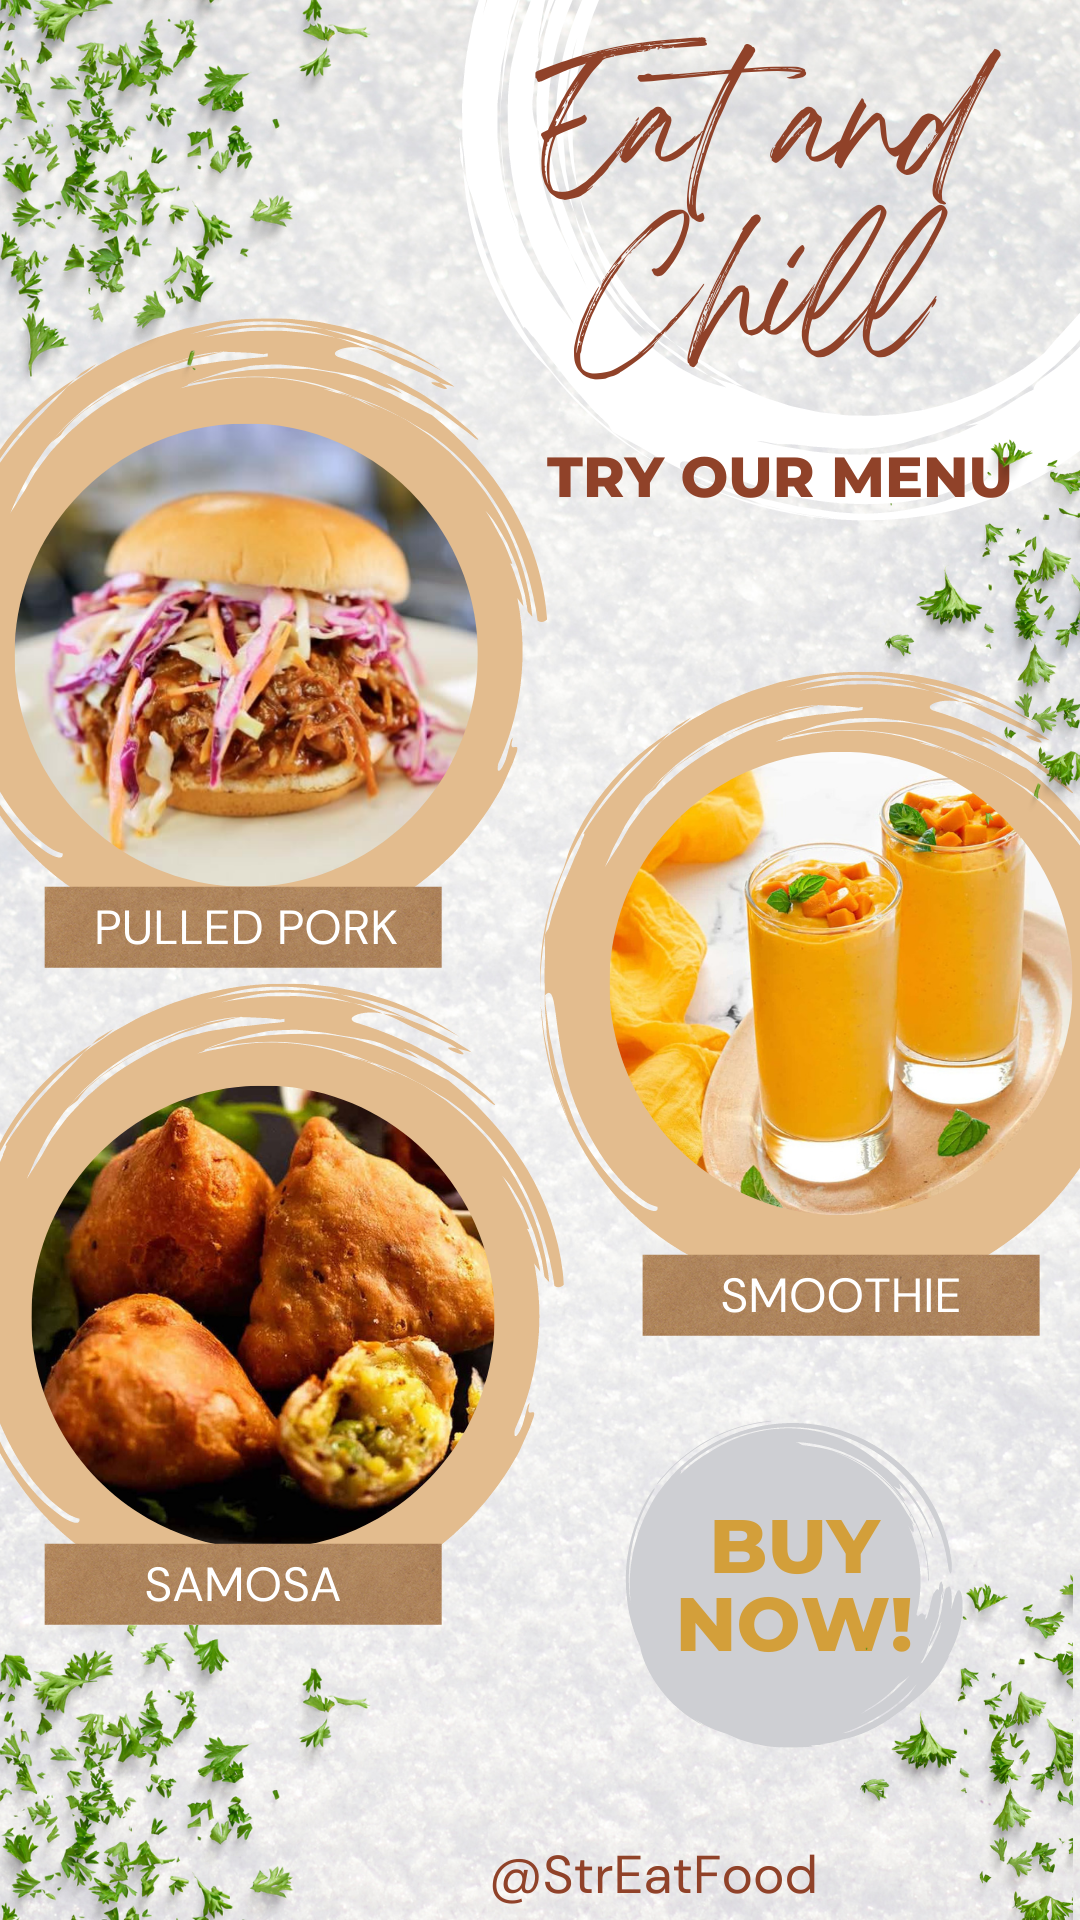 Eat and
Chill
TRY OUR MENU
PULLED PORK
SMOOTHIE
SAMOSA
BUY
NOW!
@StrEatFood